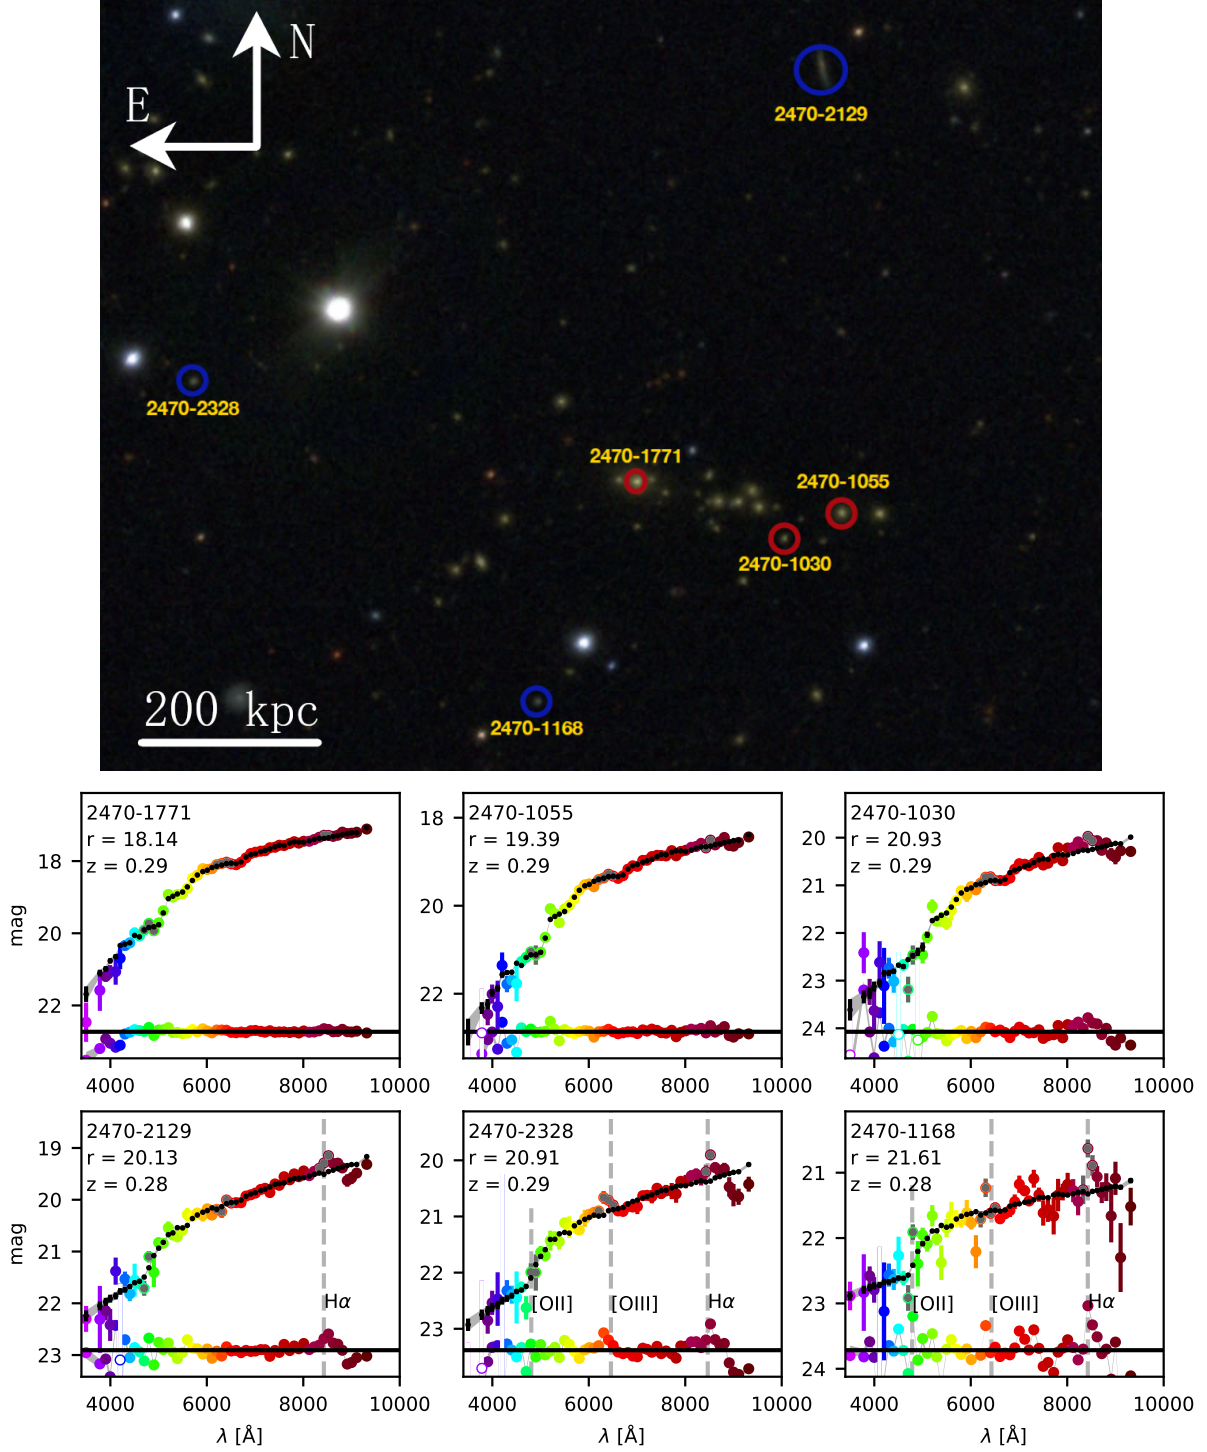 N
E
2470-2129
2470-2328
2470-1771
2470-1055
2470-1030
200 kpc
2470-1168
2470-1771
r = 18.14
z = 0.29
mag
18
20
22
4000 6000 8000 10000
2470-1055
r = 19.39
z = 0.29
18
20
22
4000 6000 8000 10000
2470-1030
r = 20.93
z = 0.29
20
21
22
23
24
4000 6000 8000 10000
2470-2129
r = 20.13
z = 0.28
mag
19
20
21
22
23
Hα
4000 6000 8000 10000
λ [Å]
2470-2328
r = 20.91
z = 0.29
20
21
22
23
[OII] [OIII] Hα
4000 6000 8000 10000
λ [Å]
2470-1168
r = 21.61
z = 0.28
21
22
23
24
[OII] [OIII] Hα
4000 6000 8000 10000
λ [Å]